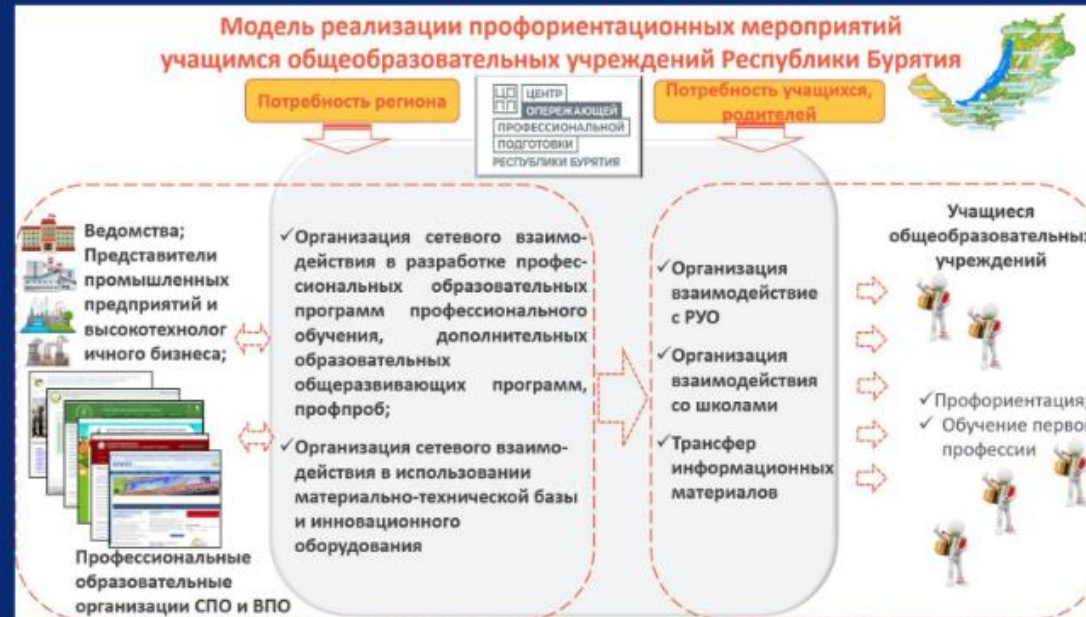 Модель реализации профориентационных мероприятий
учащимся общеобразовательных учреждений Республики Бурятия
Потребность региона
ЦЕНТР
ОПЕРЕЖАЮЩЕЙ
ПРОФЕССИОНАЛЬНОЙ
ПОДГОТОВКИ
РЕСПУБЛИКИ БУРЯТИЯ
Потребность учащихся,
родителей
Ведомства;
Представители
промышленных
предприятий и
высокотехнолог
ичного бизнеса;
Профессиональные
образовательные
организации СПО и ВПО
✓Организация сетевого взаимо-
действия в разработке профес-
сиональных образовательных
программ профессионального
обучения, дополнительных
образовательных
общеразвивающих программ,
профпроб;
✓Организация сетевого взаимо-
действия в использовании
материально-технической базы
и инновационного
оборудования
✓Организация
взаимодействие
с РУО
✓Организация
взаимодействия
со школами
✓Трансфер
информационных
материалов
Учащиеся
общеобразовательных
учреждений
✓Профориентация;
✓ Обучение первой
профессии